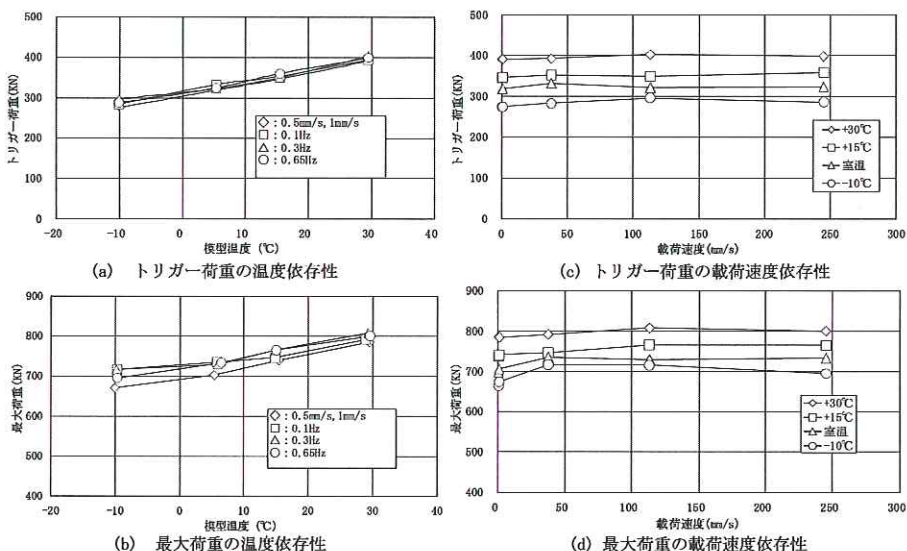 500
400
300
200
100
0
トリガー荷重(KN)
-20
-10
0
10
20
30
40
模型温度 (℃)
◇ : 0.5mm/s,1mm/s
□ : 0.1Hz
△ : 0.3Hz
○ : 0.65Hz
(a) トリガー荷重の温度依存性
500
400
300
200
100
0
トリガー荷重(KN)
0
50
100
150
200
250
300
載荷速度(mm/s)
+30℃
+15℃
室温
-10℃
(c) トリガー荷重の載荷速度依存性
900
800
700
600
500
400
最大荷重(KN)
-20
-10
0
10
20
30
40
模型温度 (℃)
◇ : 0.5mm/s,1mm/s
□ : 0.1Hz
△ : 0.3Hz
○ : 0.65Hz
(b) 最大荷重の温度依存性
900
800
700
600
500
400
最大荷重(KN)
0
50
100
150
200
250
300
載荷速度(mm/s)
+30℃
+15℃
室温
-10℃
(d) 最大荷重の載荷速度依存性